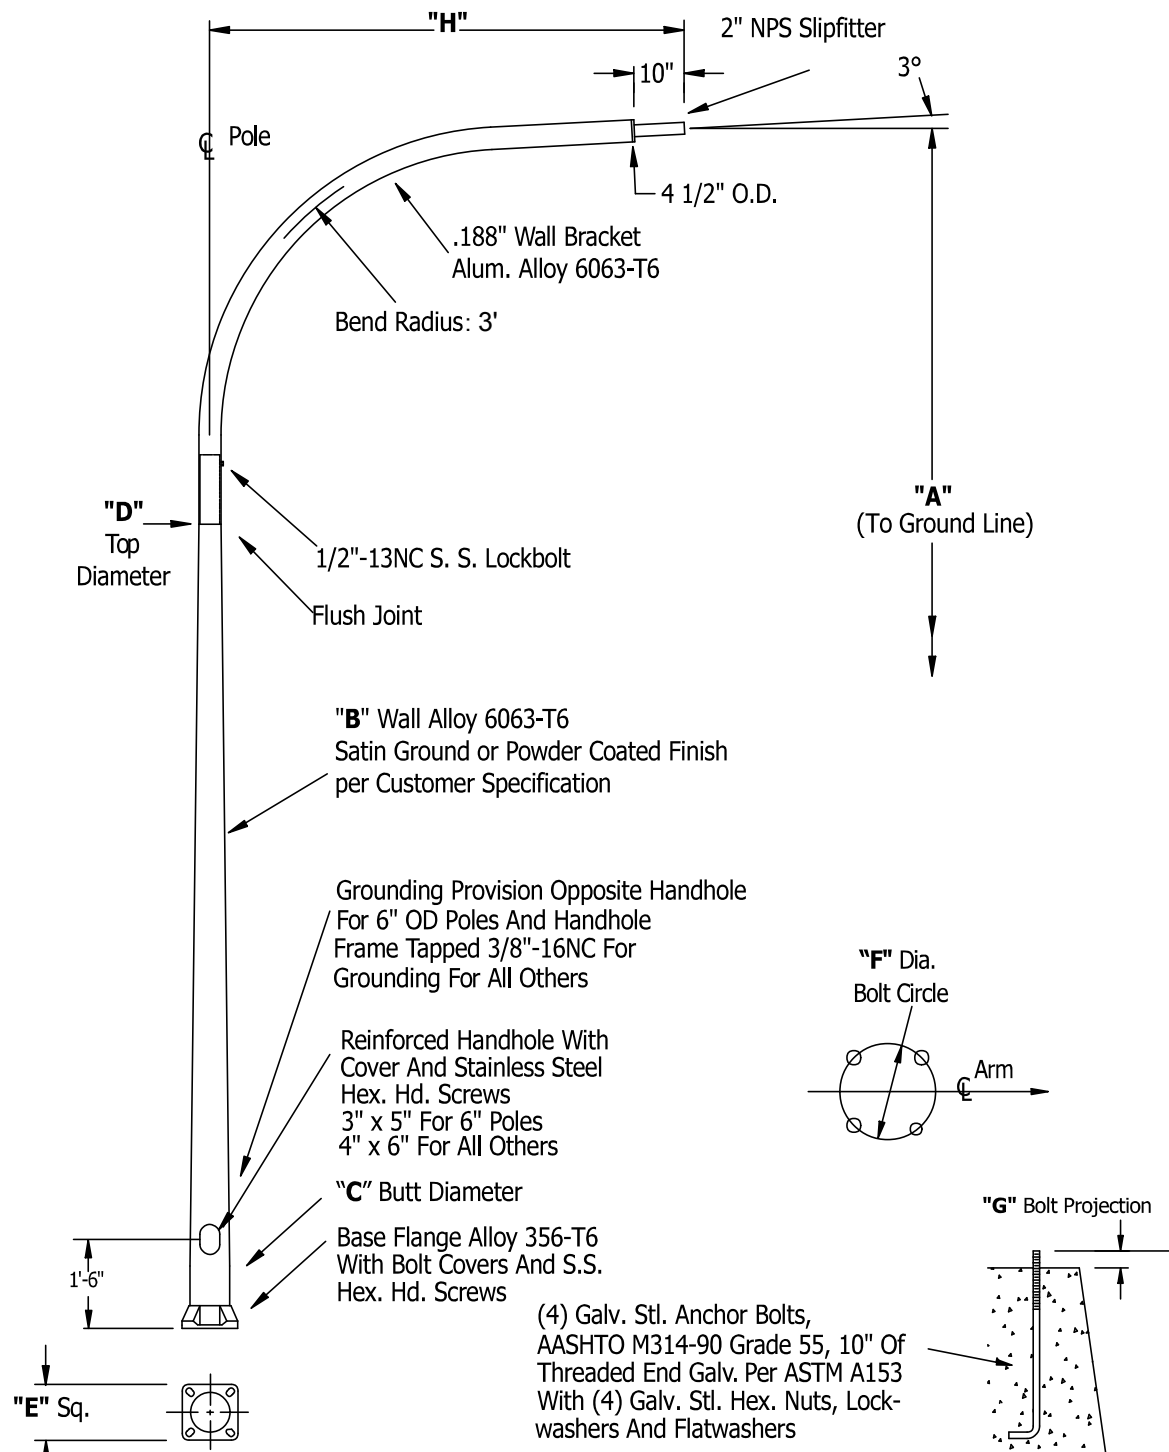 "H"
2" NPS Slipfitter
10"
3°
℄ Pole
4 1/2" O.D.
.188" Wall Bracket
Alum. Alloy 6063-T6
Bend Radius: 3'
"A"
(To Ground Line)
"D"
Top
Diameter
1/2"-13NC S. S. Lockbolt
Flush Joint
"B" Wall Alloy 6063-T6
Satin Ground or Powder Coated Finish
per Customer Specification
Grounding Provision Opposite Handhole
For 6" OD Poles And Handhole
Frame Tapped 3/8"-16NC For
Grounding For All Others
"F" Dia.
Bolt Circle
Reinforced Handhole With
Cover And Stainless Steel
Hex. Hd. Screws
3" x 5" For 6" Poles
4" x 6" For All Others
℄ Arm
"C" Butt Diameter
"G" Bolt Projection
Base Flange Alloy 356-T6
With Bolt Covers And S.S.
Hex. Hd. Screws
1'-6"
(4) Galv. Stl. Anchor Bolts,
AASHTO M314-90 Grade 55, 10" Of
Threaded End Galv. Per ASTM A153
With (4) Galv. Stl. Hex. Nuts, Lock-
washers And Flatwashers
"E" Sq.